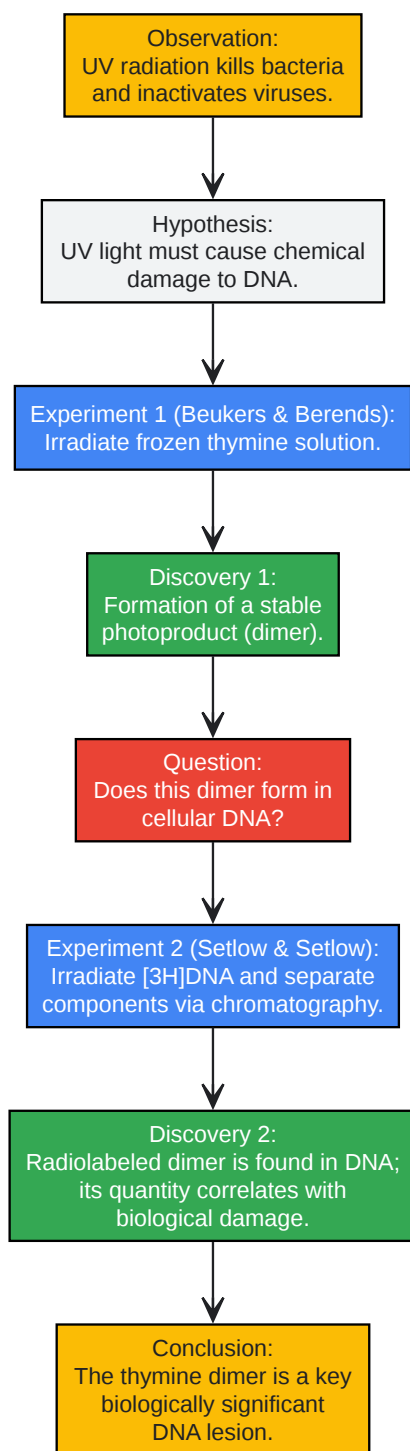 Observation:
UV radiation kills bacteria
and inactivates viruses.
Hypothesis:
UV light must cause chemical
damage to DNA.
Experiment 1 (Beukers & Berends):
Irradiate frozen thymine solution.
Discovery 1:
Formation of a stable
photoproduct (dimer).
Question:
Does this dimer form in
cellular DNA?
Experiment 2 (Setlow & Setlow):
Irradiate [3H]DNA and separate
components via chromatography.
Discovery 2:
Radiolabeled dimer is found in DNA;
its quantity correlates with
biological damage.
Conclusion:
The thymine dimer is a key
biologically significant
DNA lesion.